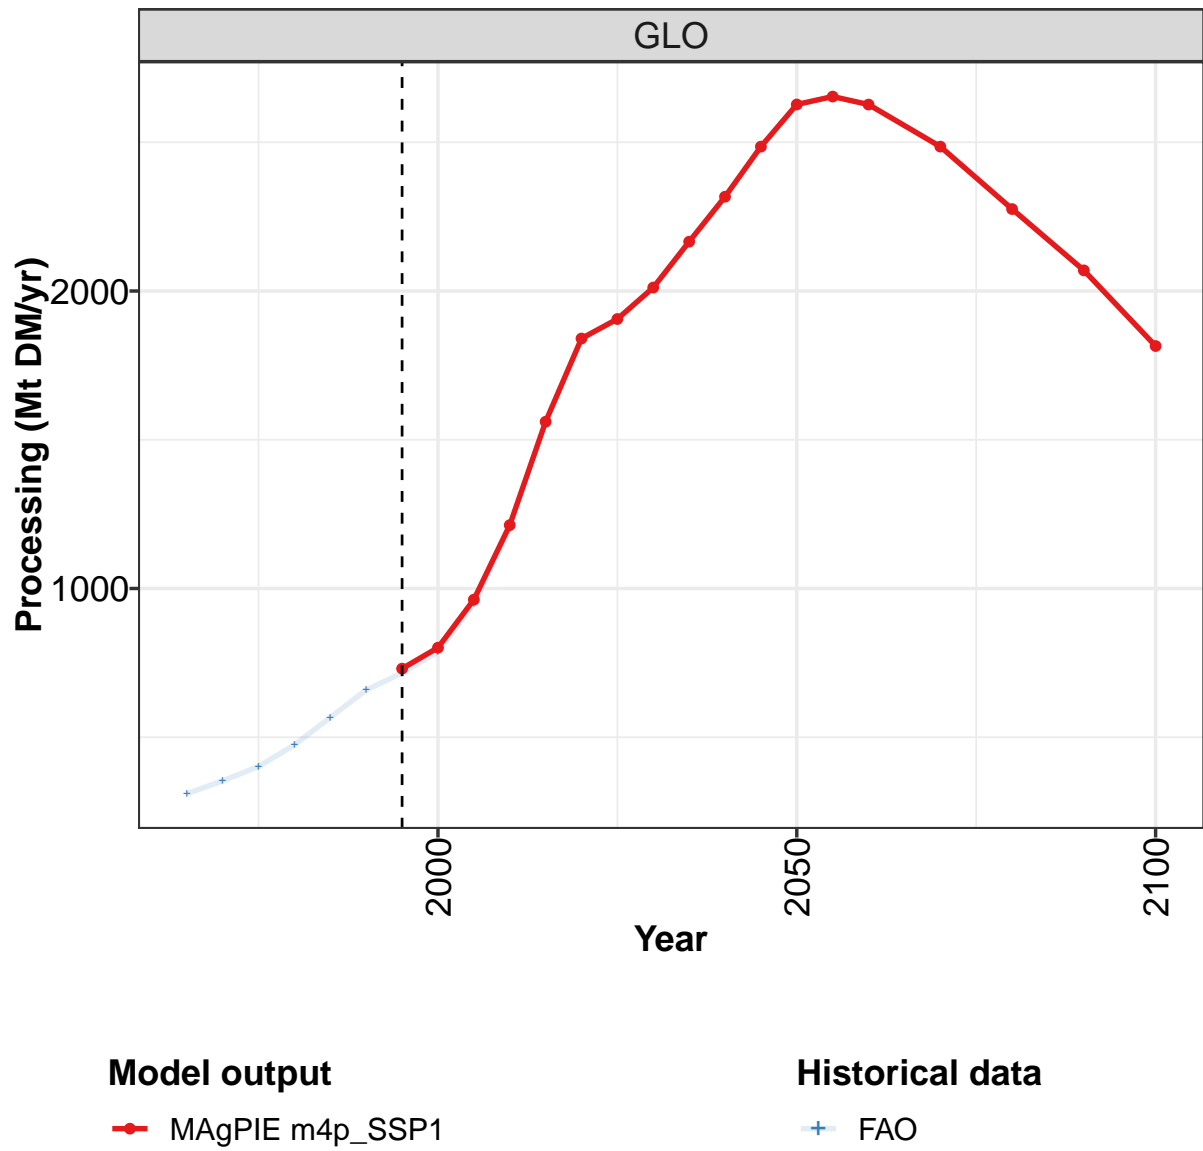 GLO
Processing (Mt DM/yr)
2000
1000
2000
2050
2100
Year
Model output
MAgPIE m4p_SSP1
Historical data
FAO